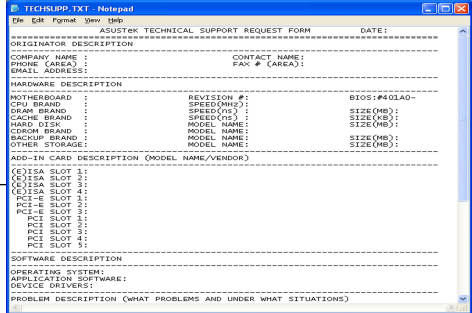 TECHSUPP.TXT - Notepad
File Edit Format View Help
ASUSTeK TECHNICAL SUPPORT REQUEST FORM DATE:
ORIGINATOR DESCRIPTION
COMPANY NAME : CONTACT NAME:
PHONE (AREA) : FAX # (AREA):
EMAIL ADDRESS:
HARDWARE DESCRIPTION
MOTHERBOARD : REVISION #: BIOS:#401A0-
CPU BRAND : SPEED(MHz):
DRAM BRAND : SPEED(ns) : SIZE(MB):
CACHE BRAND : SPEED(ns) : SIZE(KB):
HARD DISK : MODEL NAME: SIZE(MB):
CDROM BRAND : MODEL NAME:
BACKUP BRAND : MODEL NAME: SIZE(MB):
OTHER STORAGE: MODEL NAME: SIZE(MB):
ADD-IN CARD DESCRIPTION (MODEL NAME/VENDOR)
(E)ISA SLOT 1:
(E)ISA SLOT 2:
(E)ISA SLOT 3:
(E)ISA SLOT 4:
PCI-E SLOT 1:
PCI-E SLOT 2:
PCI-E SLOT 3:
PCI SLOT 1:
PCI SLOT 2:
PCI SLOT 3:
PCI SLOT 4:
PCI SLOT 5:
SOFTWARE DESCRIPTION
OPERATING SYSTEM:
APPLICATION SOFTWARE:
DEVICE DRIVERS:
PROBLEM DESCRIPTION (WHAT PROBLEMS AND UNDER WHAT SITUATIONS)